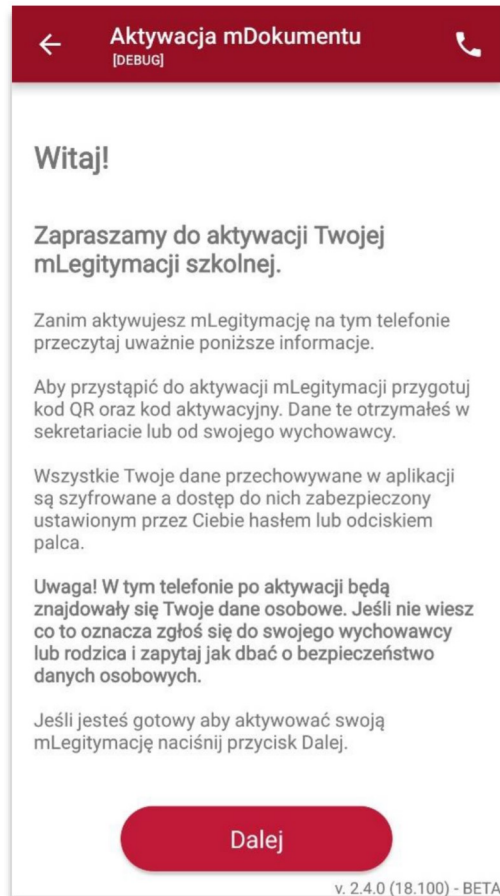 Aktywacja mDokumentu
[DEBUG]
Witaj!
Zapraszamy do aktywacji Twojej
mLegitymacji szkolnej.
Zanim aktywujesz mLegitymację na tym telefonie
przeczytaj uważnie poniższe informacje.
Aby przystąpić do aktywacji mLegitymacji przygotuj
kod QR oraz kod aktywacyjny. Dane te otrzymałeś w
sekretariacie lub od swojego wychowawcy.
Wszystkie Twoje dane przechowywane w aplikacji
są szyfrowane a dostęp do nich zabezpieczony
ustawionym przez Ciebie hasłem lub odciskiem
palca.
Uwaga! W tym telefonie po aktywacji będą
znajdowały się Twoje dane osobowe. Jeśli nie wiesz
co to oznacza zgłoś się do swojego wychowawcy
lub rodzica i zapytaj jak dbać o bezpieczeństwo
danych osobowych.
Jeśli jesteś gotowy aby aktywować swoją
mLegitymację naciśnij przycisk Dalej.
Dalej
v. 2.4.0 (18.100) - BETA